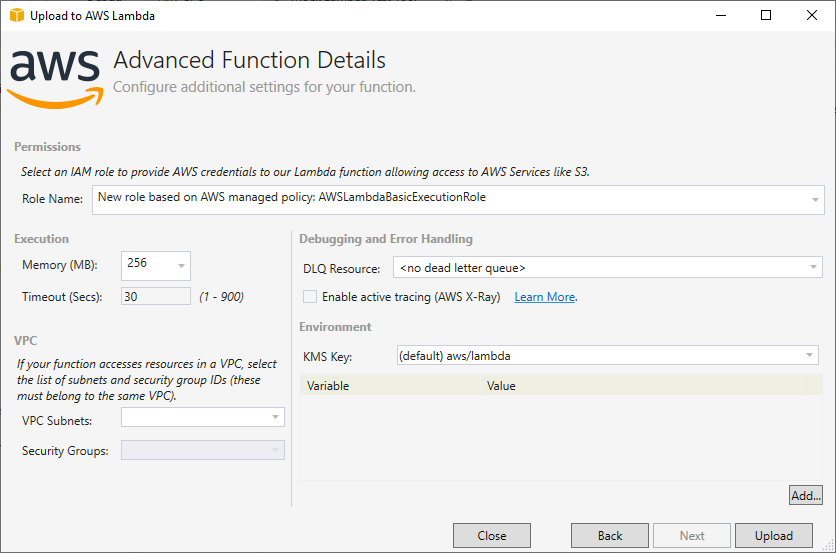 Upload to AWS Lambda
aws
Advanced Function Details
Configure additional settings for your function.
Permissions
Select an IAM role to provide AWS credentials to our Lambda function allowing access to AWS Services like S3.
Role Name: New role based on AWS managed policy: AWSLambdaBasicExecutionRole
Execution
Memory (MB): 256
Timeout (Secs): 30 (1 - 900)
VPC
If your function accesses resources in a VPC, select
the list of subnets and security group IDs (these
must belong to the same VPC).
VPC Subnets:
Security Groups:
Debugging and Error Handling
DLQ Resource: <no dead letter queue>
Enable active tracing (AWS X-Ray) Learn More.
Environment
KMS Key: (default) aws/lambda
Variable Value
Add...
Close Back Next Upload